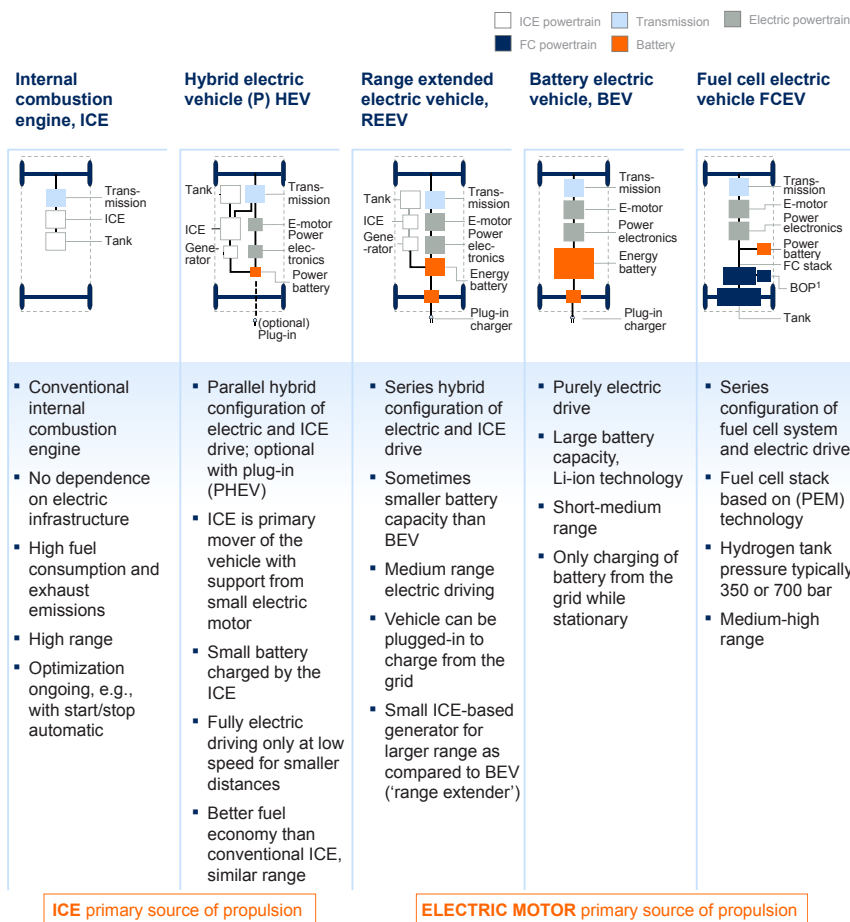 ICE powertrain
Transmission
Electric powertrain
FC powertrain
Battery
Internal
combustion
engine, ICE
Trans-
mission
ICE
Tank
▪ Conventional
internal
combustion
engine
▪ No dependence
on electric
infrastructure
▪ High fuel
consumption and
exhaust
emissions
▪ High range
▪ Optimization
ongoing, e.g.,
with start/stop
automatic
Hybrid electric
vehicle (P) HEV
Tank
ICE
Gene-
rator
Trans-
mission
E-motor
Power
elec-
tronics
Power
battery
(optional)
Plug-in
▪ Parallel hybrid
configuration of
electric and ICE
drive; optional
with plug-in
(PHEV)
▪ ICE is primary
mover of the
vehicle with
support from
small electric
motor
▪ Small battery
charged by the
ICE
▪ Fully electric
driving only at low
speed for smaller
distances
▪ Better fuel
economy than
conventional ICE,
similar range
Range extended
electric vehicle,
REEV
Tank
ICE
Gene-
rator
Trans-
mission
E-motor
Power
elec-
tronics
Energy
battery
Plug-in
charger
▪ Series hybrid
configuration of
electric and ICE
drive
▪ Sometimes
smaller battery
capacity than
BEV
▪ Medium range
electric driving
▪ Vehicle can be
plugged-in to
charge from the
grid
▪ Small ICE-based
generator for
larger range as
compared to BEV
(‘range extender’)
Battery electric
vehicle, BEV
Trans-
mission
E-motor
Power
electronics
Energy
battery
Plug-in
charger
▪ Purely electric
drive
▪ Large battery
capacity,
Li-ion technology
▪ Short-medium
range
▪ Only charging of
battery from the
grid while
stationary
Fuel cell electric
vehicle FCEV
Trans-
mission
E-motor
Power
electronics
Power
battery
FC stack
BOP¹
Tank
▪ Series
configuration of
fuel cell system
and electric drive
▪ Fuel cell stack
based on (PEM)
technology
▪ Hydrogen tank
pressure typically
350 or 700 bar
▪ Medium-high
range
ICE primary source of propulsion
ELECTRIC MOTOR primary source of propulsion